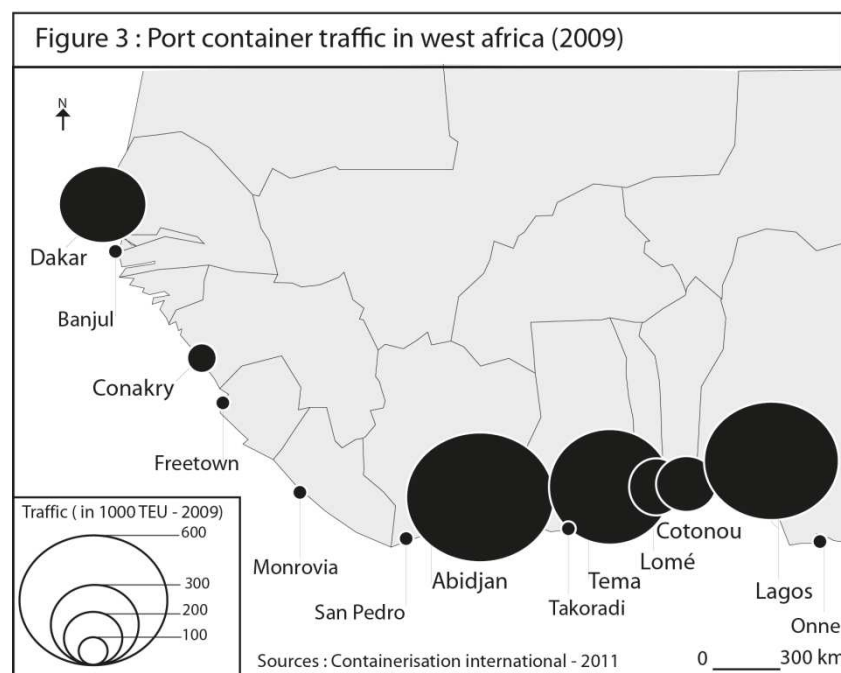 Figure 3 : Port container traffic in west africa (2009)
N
Dakar
Banjul
Conakry
Freetown
Monrovia
San Pedro
Abidjan
Takoradi
Tema
Lomé
Cotonou
Lagos
Onne
Traffic ( in 1000 TEU - 2009)
600
300
200
100
Sources : Containerisation international - 2011
0 300 km